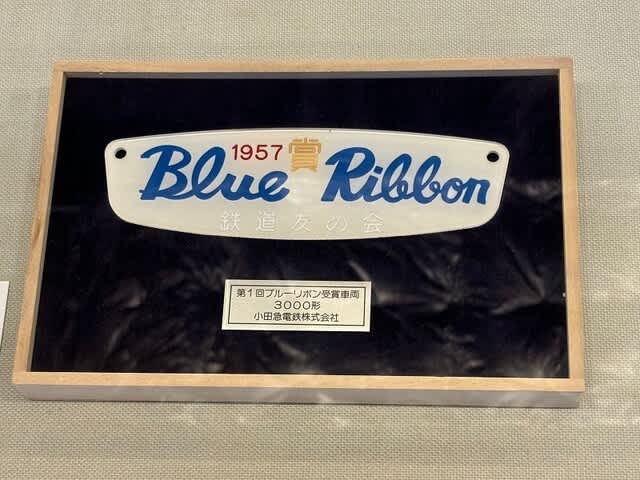 1957 賞
Blue Ribbon
鉄道友の会
第1回ブルーリボン受賞車両
3000形
小田急電鉄株式会社